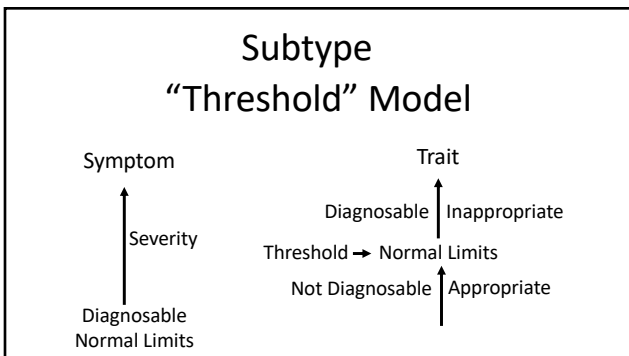 Subtype
“Threshold” Model
Symptom
Severity
Diagnosable
Normal Limits
Trait
Diagnosable Inappropriate
Threshold Normal Limits
Not Diagnosable Appropriate